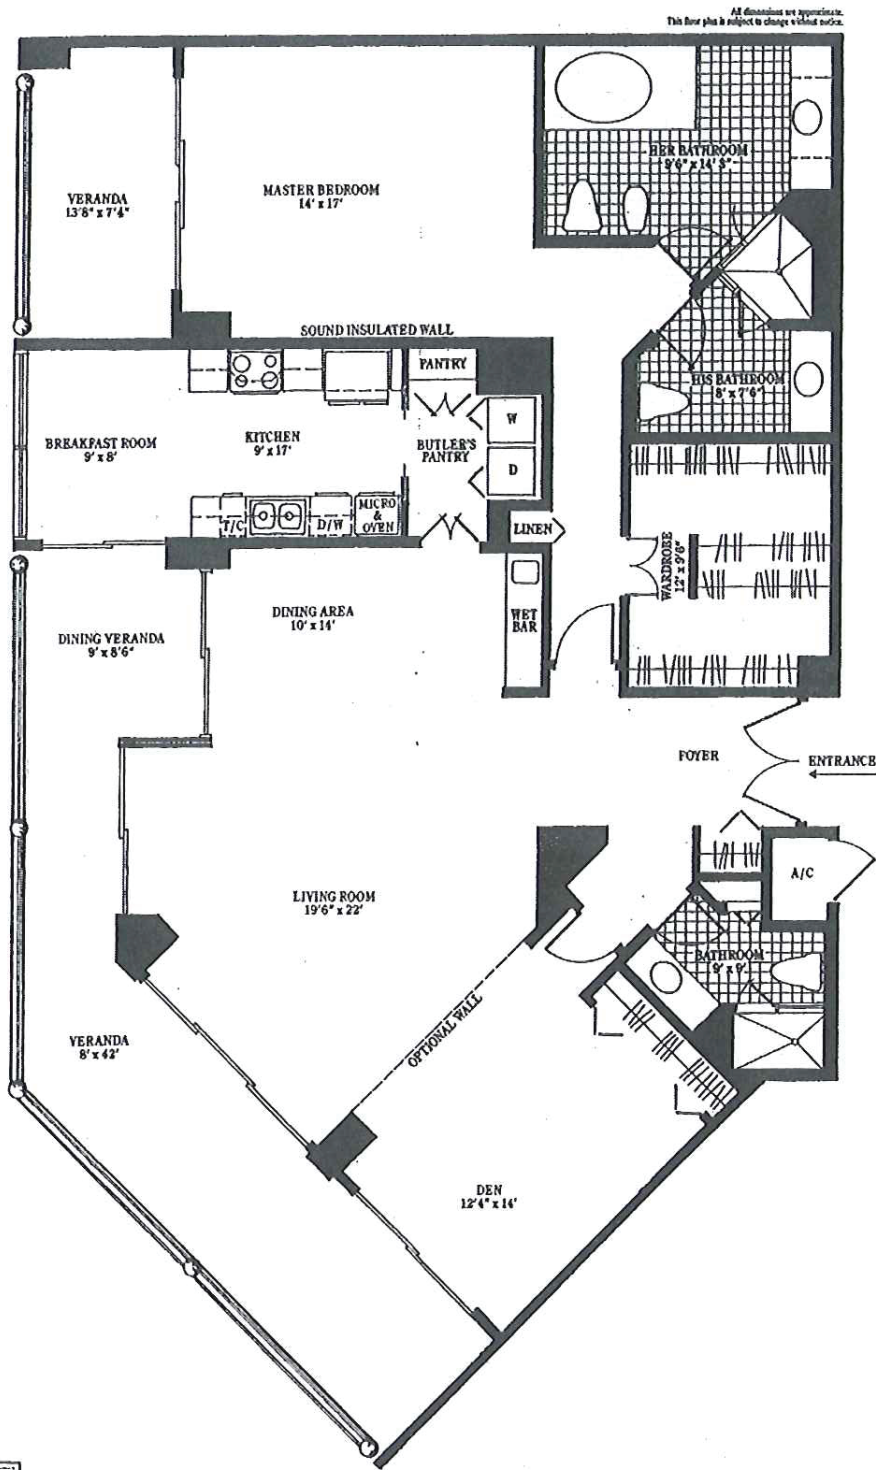 All dimensions are approximate.
This floor plan is subject to change without notice.
HER BATHROOM
9'6" x 14' 3"
VERANDA
13'8" x 7'4"
MASTER BEDROOM
14' x 17'
SOUND INSULATED WALL
PANTRY
HIS BATHROOM
8' x 7'6"
BREAKFAST ROOM
9' x 8'
KITCHEN
9' x 17'
BUTLER'S
PANTRY
W
D
T/C
D/W
MICRO
&
OVEN
LINEN
WARDROBE
12' x 9'6"
DINING VERANDA
9' x 8'6"
DINING AREA
10' x 14'
WET
BAR
FOYER
ENTRANCE
A/C
LIVING ROOM
19'6" x 22'
BATHROOM
9' x 9'
OPTIONAL WALL
VERANDA
8' x 42'
DEN
12'4" x 14'